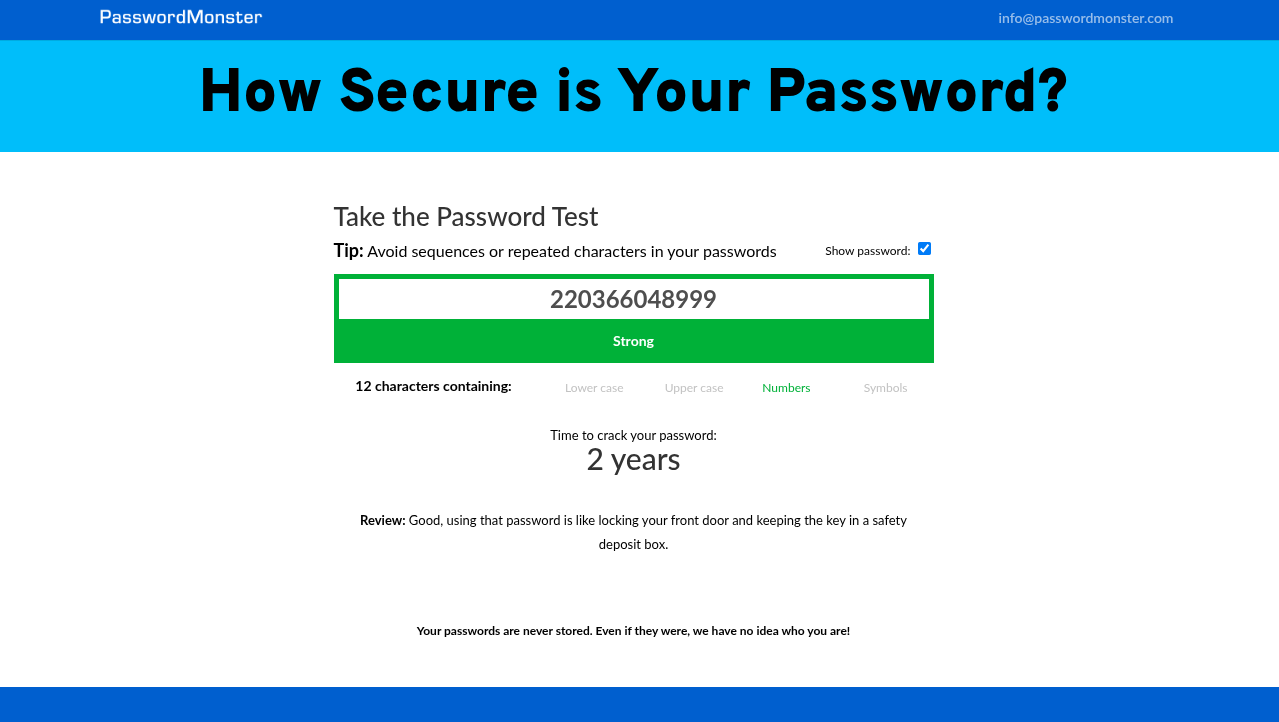 PasswordMonster
info@passwordmonster.com
How Secure is Your Password?
Take the Password Test
Tip: Avoid sequences or repeated characters in your passwords
Show password:
220366048999
Strong
12 characters containing:
Lower case
Upper case
Numbers
Symbols
Time to crack your password:
2 years
Review: Good, using that password is like locking your front door and keeping the key in a safety
deposit box.
Your passwords are never stored. Even if they were, we have no idea who you are!